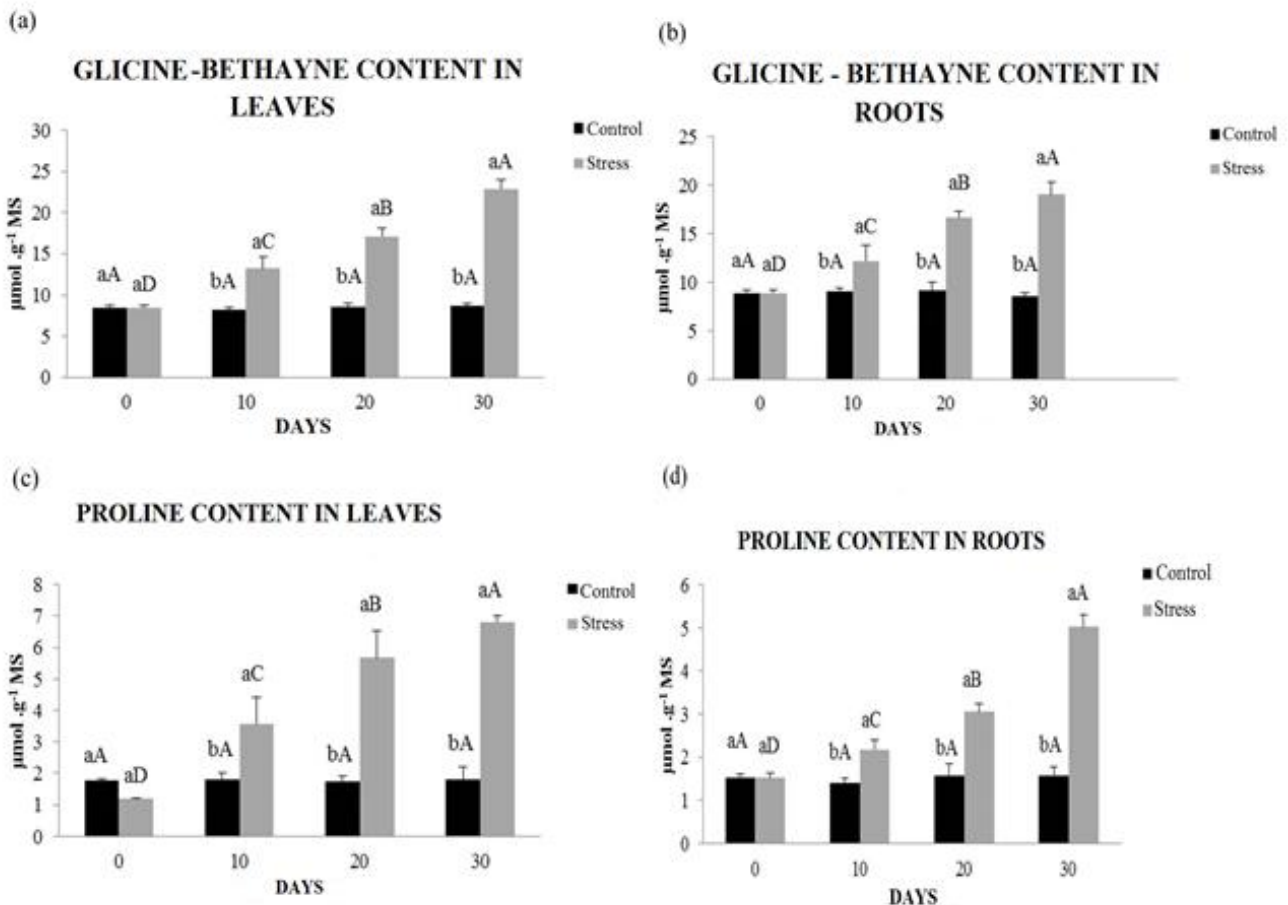 (a)
GLICINE-BETHAYNE CONTENT IN
LEAVES
Control
Stress
µmol .g⁻¹ MS
30
25
20
15
10
5
0
aA
aD
bA
aC
bA
aB
bA
aA
0
10
20
30
DAYS
(b)
GLICINE - BETHAYNE CONTENT IN
ROOTS
Control
Stress
µmol .g⁻¹ MS
25
20
15
10
5
0
aA
aD
bA
aC
bA
aB
bA
aA
0
10
20
30
DAYS
(c)
PROLINE CONTENT IN LEAVES
Control
Stress
µmol .g⁻¹ MS
8
7
6
5
4
3
2
1
0
aA
aD
bA
aC
bA
aB
bA
aA
0
10
20
30
DAYS
(d)
PROLINE CONTENT IN ROOTS
Control
Stress
µmol .g⁻¹ MS
6
5
4
3
2
1
0
aA
aD
bA
aC
bA
aB
bA
aA
0
10
20
30
DAYS